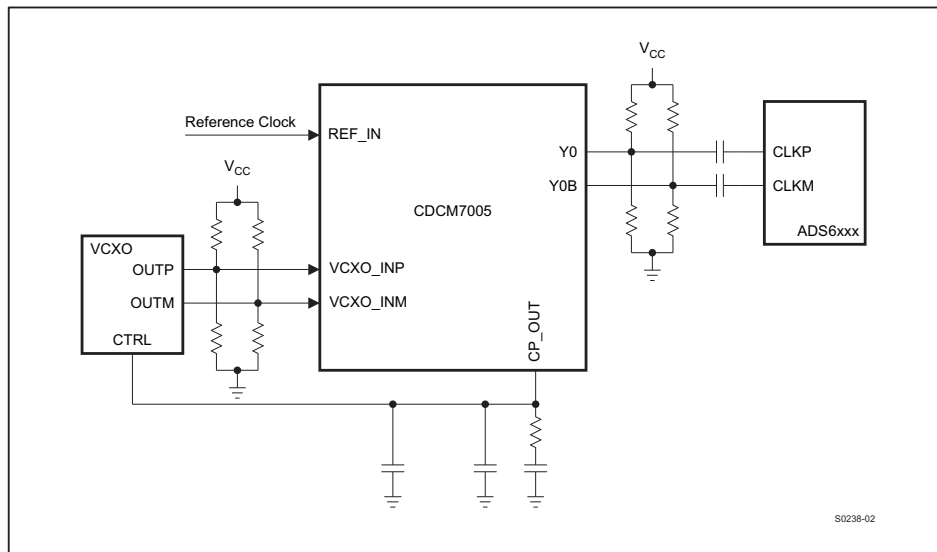 V_CC
Reference Clock
REF_IN
Y0
CLKP
V_CC
Y0B
CLKM
CDCM7005
ADS6xxx
VCXO
OUTP
VCXO_INP
OUTM
VCXO_INM
CTRL
CP_OUT
S0238-02